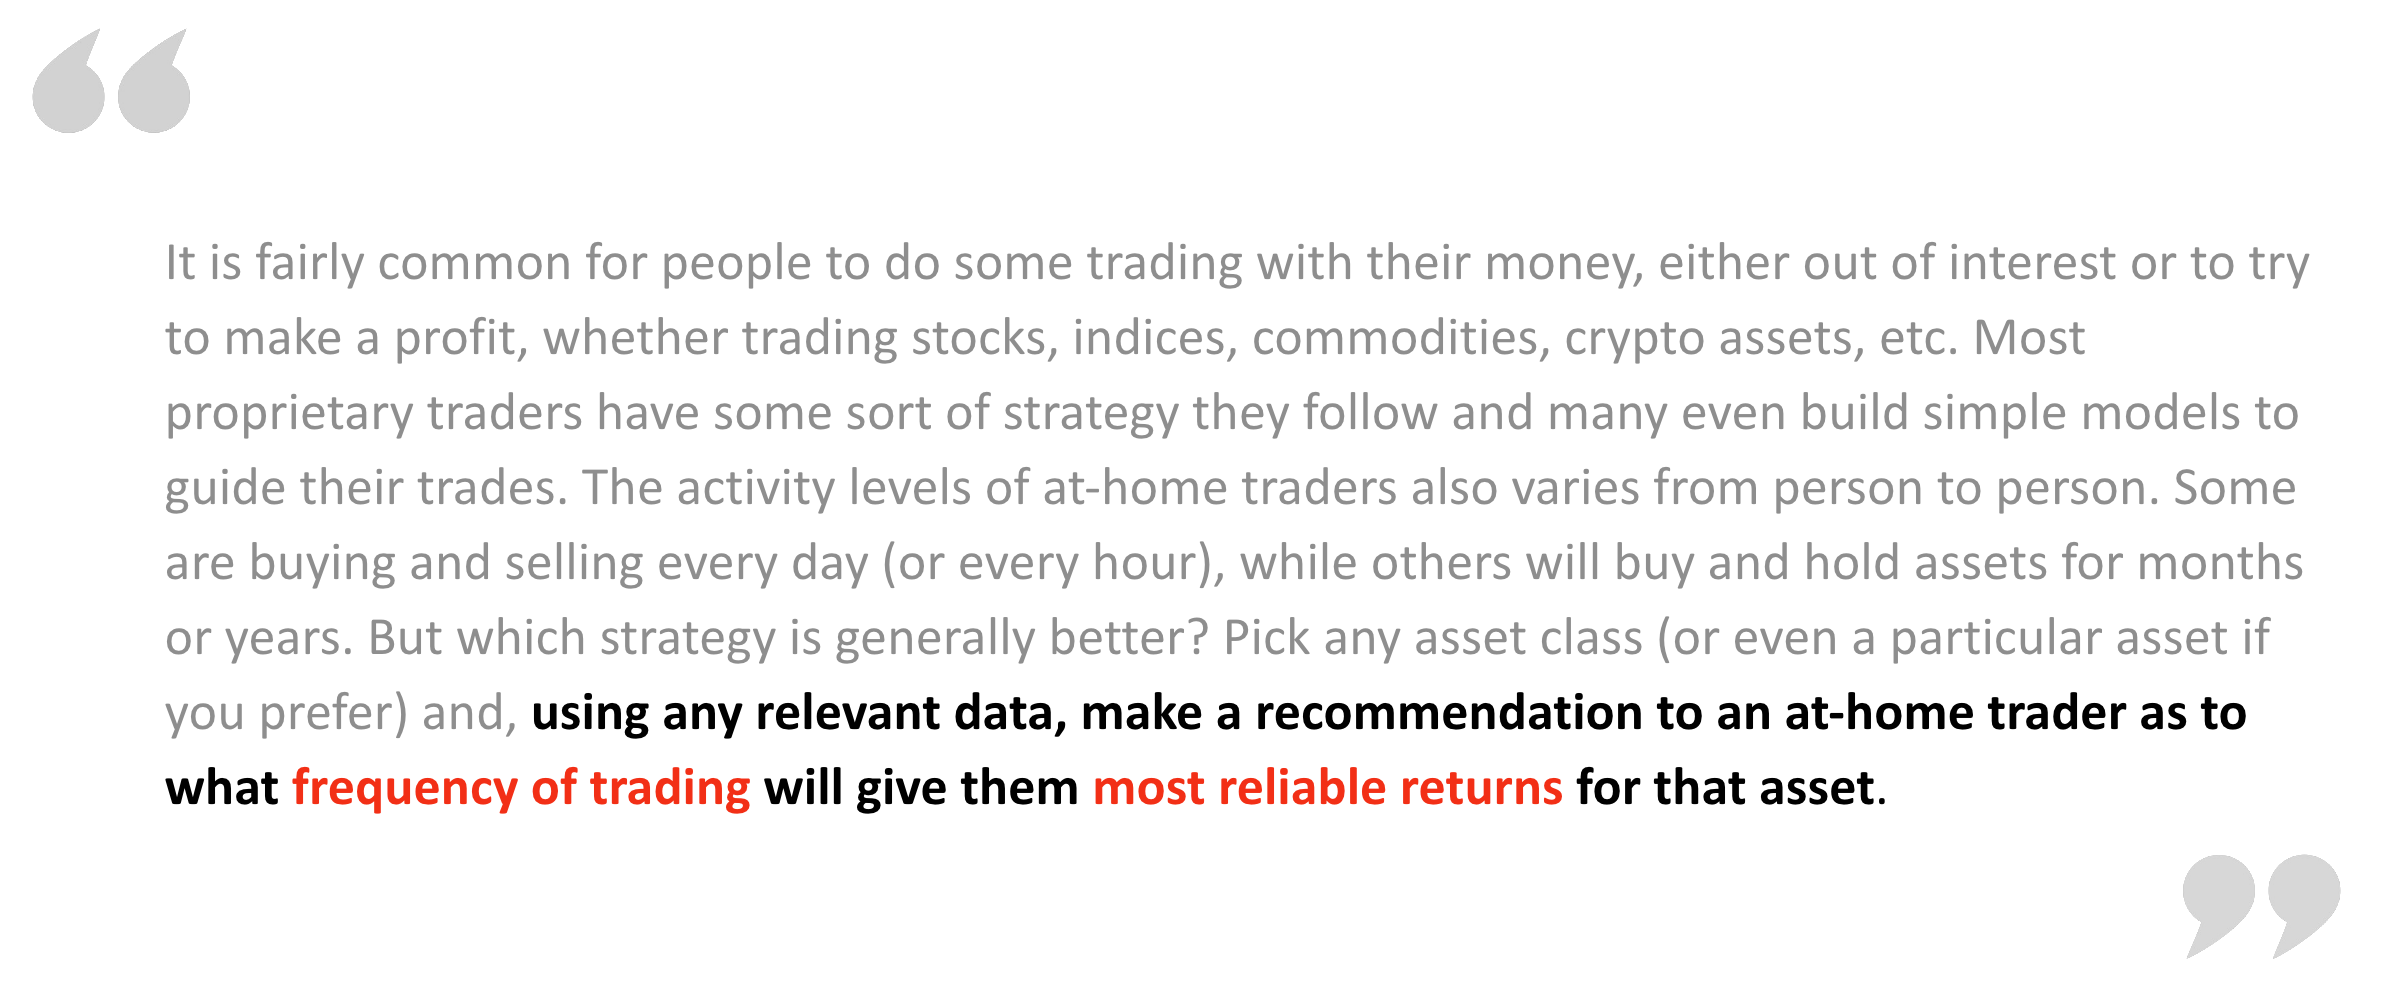 “
It is fairly common for people to do some trading with their money, either out of interest or to try
to make a profit, whether trading stocks, indices, commodities, crypto assets, etc. Most
proprietary traders have some sort of strategy they follow and many even build simple models to
guide their trades. The activity levels of at-home traders also varies from person to person. Some
are buying and selling every day (or every hour), while others will buy and hold assets for months
or years. But which strategy is generally better? Pick any asset class (or even a particular asset if
you prefer) and, using any relevant data, make a recommendation to an at-home trader as to
what frequency of trading will give them most reliable returns for that asset.
”